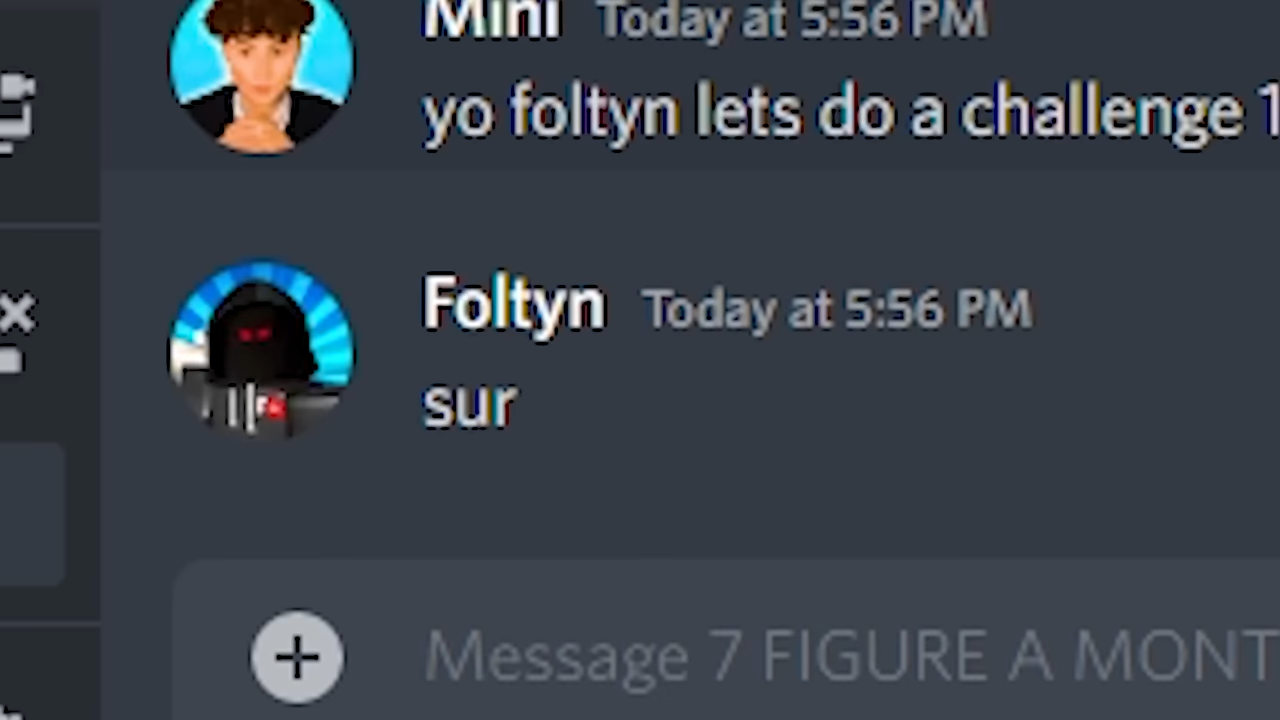 Mini Today at 5:56 PM
yo foltyn lets do a challenge 1
Foltyn Today at 5:56 PM
sur
Message 7 FIGURE A MONT